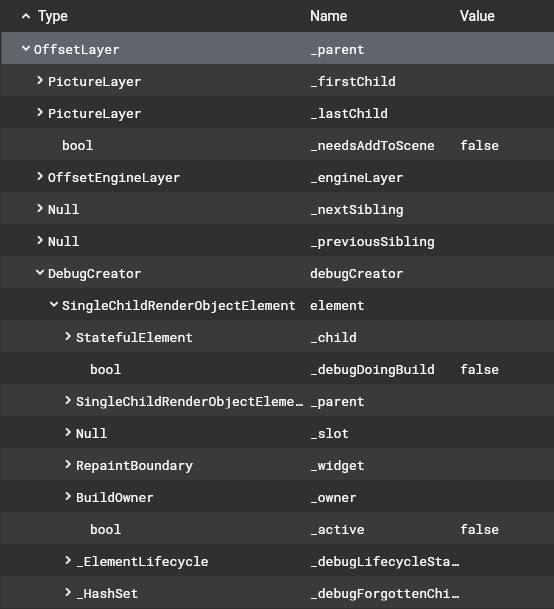 Type Name Value
OffsetLayer _parent
PictureLayer _firstChild
PictureLayer _lastChild
bool _needsAddToScene false
OffsetEngineLayer _engineLayer
Null _nextSibling
Null _previousSibling
DebugCreator debugCreator
SingleChildRenderObjectElement element
StatefulElement _child
bool _debugDoingBuild false
SingleChildRenderObjectEleme… _parent
Null _slot
RepaintBoundary _widget
BuildOwner _owner
bool _active false
_ElementLifecycle _debugLifecycleSta…
_HashSet _debugForgottenChi…